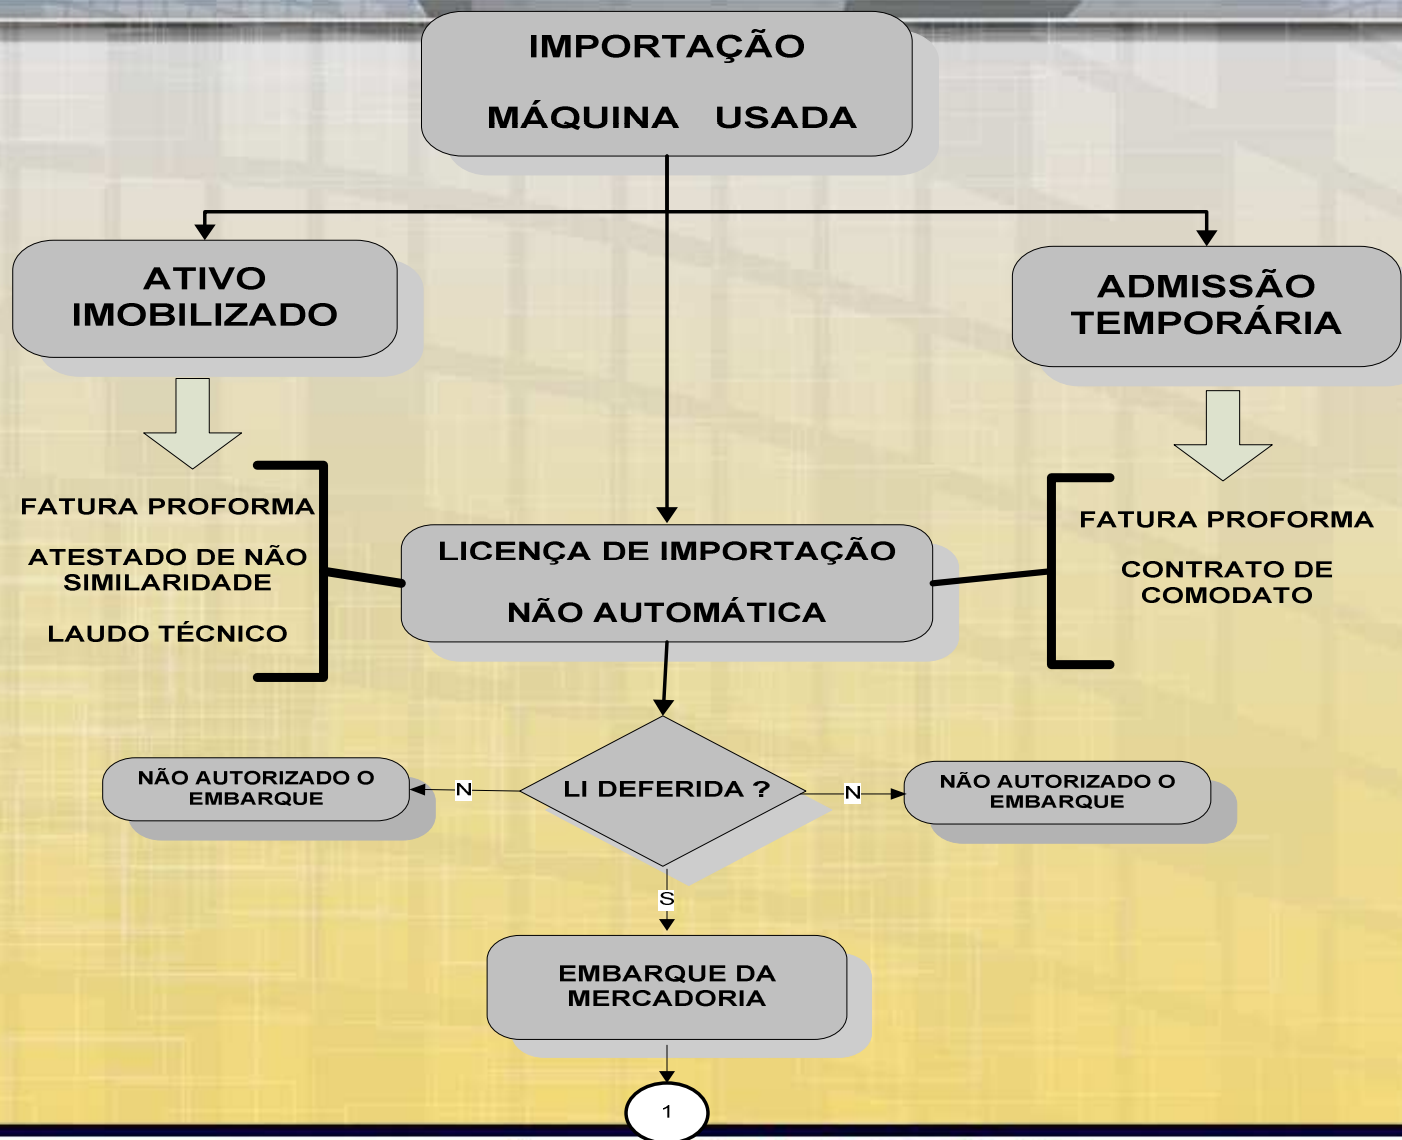 IMPORTAÇÃO
MÁQUINA USADA
ATIVO
IMOBILIZADO
ADMISSÃO
TEMPORÁRIA
FATURA PROFORMA
ATESTADO DE NÃO
SIMILARIDADE
LAUDO TÉCNICO
LICENÇA DE IMPORTAÇÃO
NÃO AUTOMÁTICA
FATURA PROFORMA
CONTRATO DE
COMODATO
NÃO AUTORIZADO O
EMBARQUE
N
LI DEFERIDA ?
N
NÃO AUTORIZADO O
EMBARQUE
S
EMBARQUE DA
MERCADORIA
1